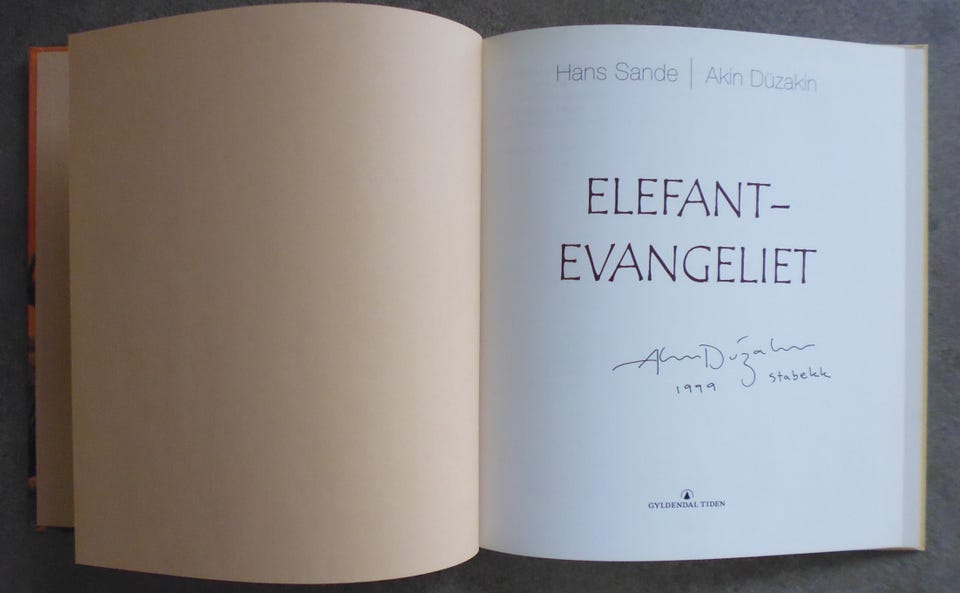 Hans Sande | Akin Düzakin
ELEFANT-
EVANGELIET
Akin Düzakin
1999 Stabekk
GYLDENDAL TIDEN